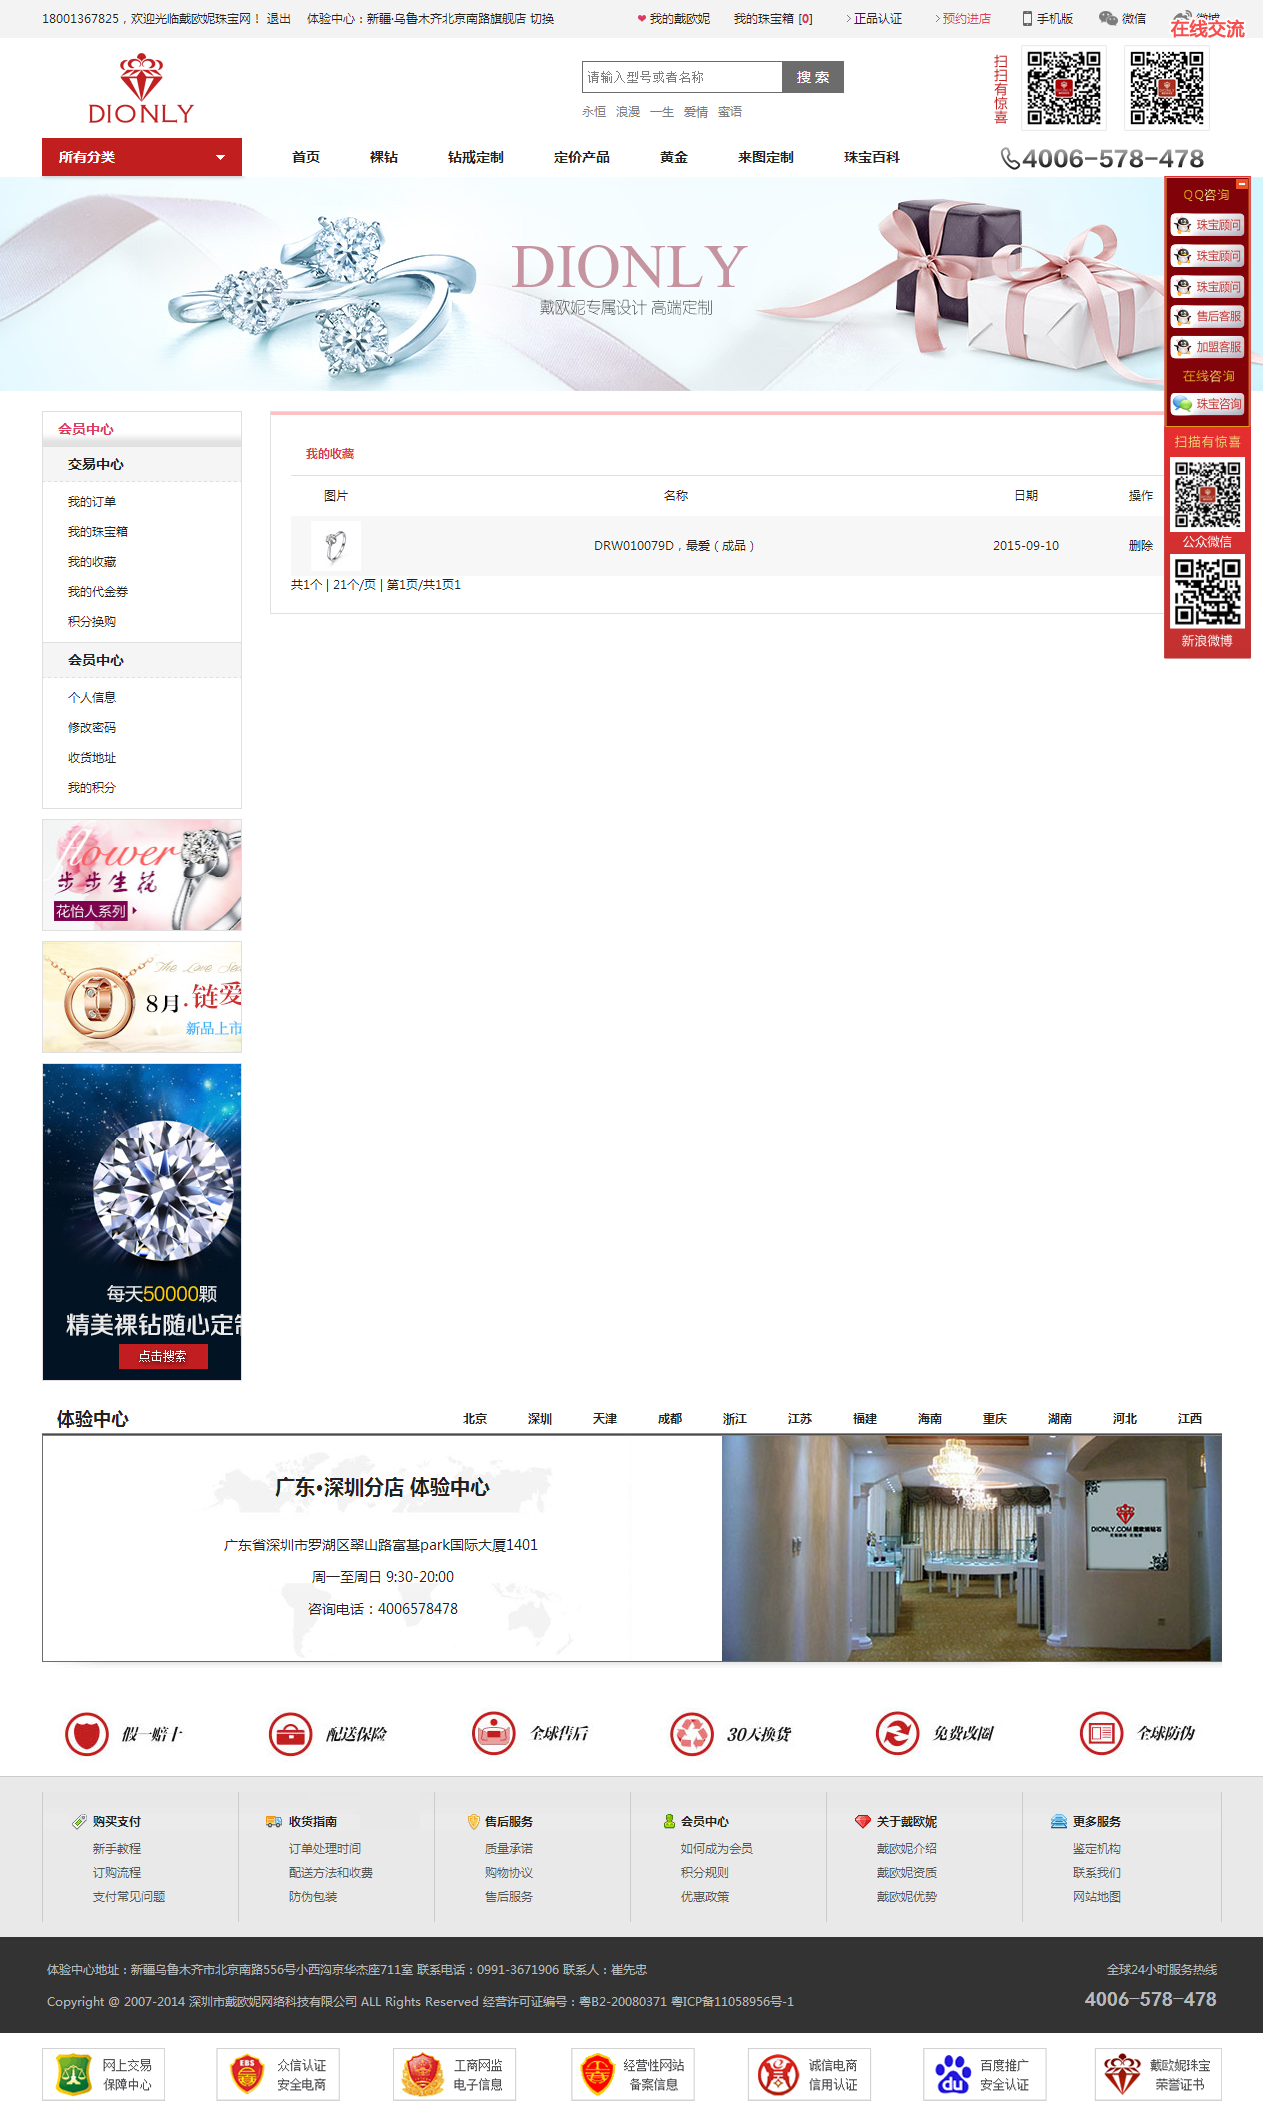 18001367825，欢迎光临戴欧妮珠宝网！ 退出 体验中心：新疆·乌鲁木齐北京南路旗舰店 切换
我的戴欧妮 我的珠宝箱 [0] 正品认证 预约进店 手机版 微信 微博
在线交流
DIONLY
请输入型号或者名称 搜 索
永恒 浪漫 一生 爱情 蜜语
扫扫有惊喜
所有分类 首页 裸钻 钻戒定制 定价产品 黄金 来图定制 珠宝百科 4006-578-478
DIONLY
戴欧妮专属设计 高端定制
QQ咨询
珠宝顾问
珠宝顾问
珠宝顾问
售后客服
加盟客服
在线咨询
珠宝咨询
扫描有惊喜
公众微信
新浪微博
会员中心
交易中心
我的订单
我的珠宝箱
我的收藏
我的代金券
积分换购
会员中心
个人信息
修改密码
收货地址
我的积分
我的收藏
图片 名称 日期 操作
DRW010079D，最爱（成品） 2015-09-10 删除
共1个 | 21个/页 | 第1页/共1页1
flower
步步生花
花怡人系列
The Love Sec
8月·链爱
新品上市
每天50000颗
精美裸钻随心定制
点击搜索
体验中心 北京 深圳 天津 成都 浙江 江苏 福建 海南 重庆 湖南 河北 江西
广东·深圳分店 体验中心
广东省深圳市罗湖区翠山路富基park国际大厦1401
周一至周日 9:30-20:00
咨询电话：4006578478
DIONLY.COM 戴欧妮钻石
假一赔十 配送保险 全球售后 30天换货 免费改圈 全球防伪
购买支付 收货指南 售后服务 会员中心 关于戴欧妮 更多服务
新手教程 订单处理时间 质量承诺 如何成为会员 戴欧妮介绍 鉴定机构
订购流程 配送方法和收费 购物协议 积分规则 戴欧妮资质 联系我们
支付常见问题 防伪包装 售后服务 优惠政策 戴欧妮优势 网站地图
体验中心地址：新疆乌鲁木齐市北京南路556号小西沟京华杰座711室 联系电话：0991-3671906 联系人：崔先忠 全球24小时服务热线
Copyright @ 2007-2014 深圳市戴欧妮网络科技有限公司 ALL Rights Reserved 经营许可证编号：粤B2-20080371 粤ICP备11058956号-1 4006-578-478
网上交易 众信认证 工商网监 经营性网站 诚信电商 百度推广 戴欧妮珠宝
保障中心 安全电商 电子信息 备案信息 信用认证 安全认证 荣誉证书
EBS
du